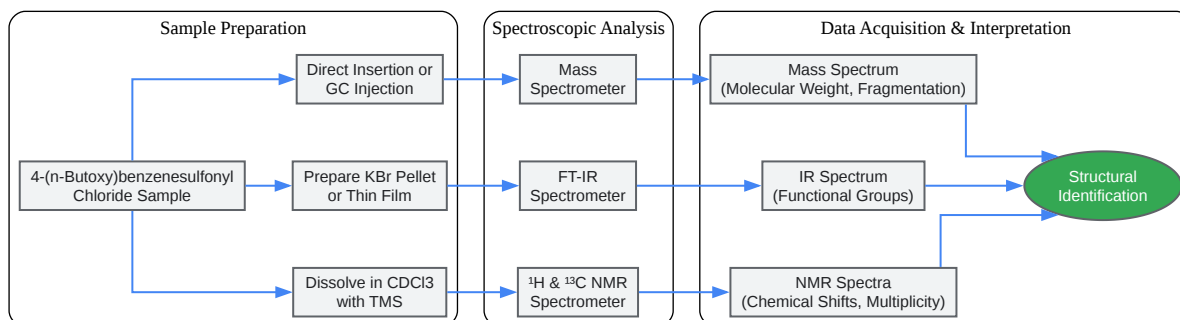 Sample Preparation
Spectroscopic Analysis
Data Acquisition & Interpretation
Direct Insertion or
GC Injection
Mass
Spectrometer
Mass Spectrum
(Molecular Weight, Fragmentation)
4-(n-Butoxy)benzenesulfonyl
Chloride Sample
Prepare KBr Pellet
or Thin Film
FT-IR
Spectrometer
IR Spectrum
(Functional Groups)
Structural
Identification
Dissolve in CDCl3
with TMS
¹H & ¹³C NMR
Spectrometer
NMR Spectra
(Chemical Shifts, Multiplicity)